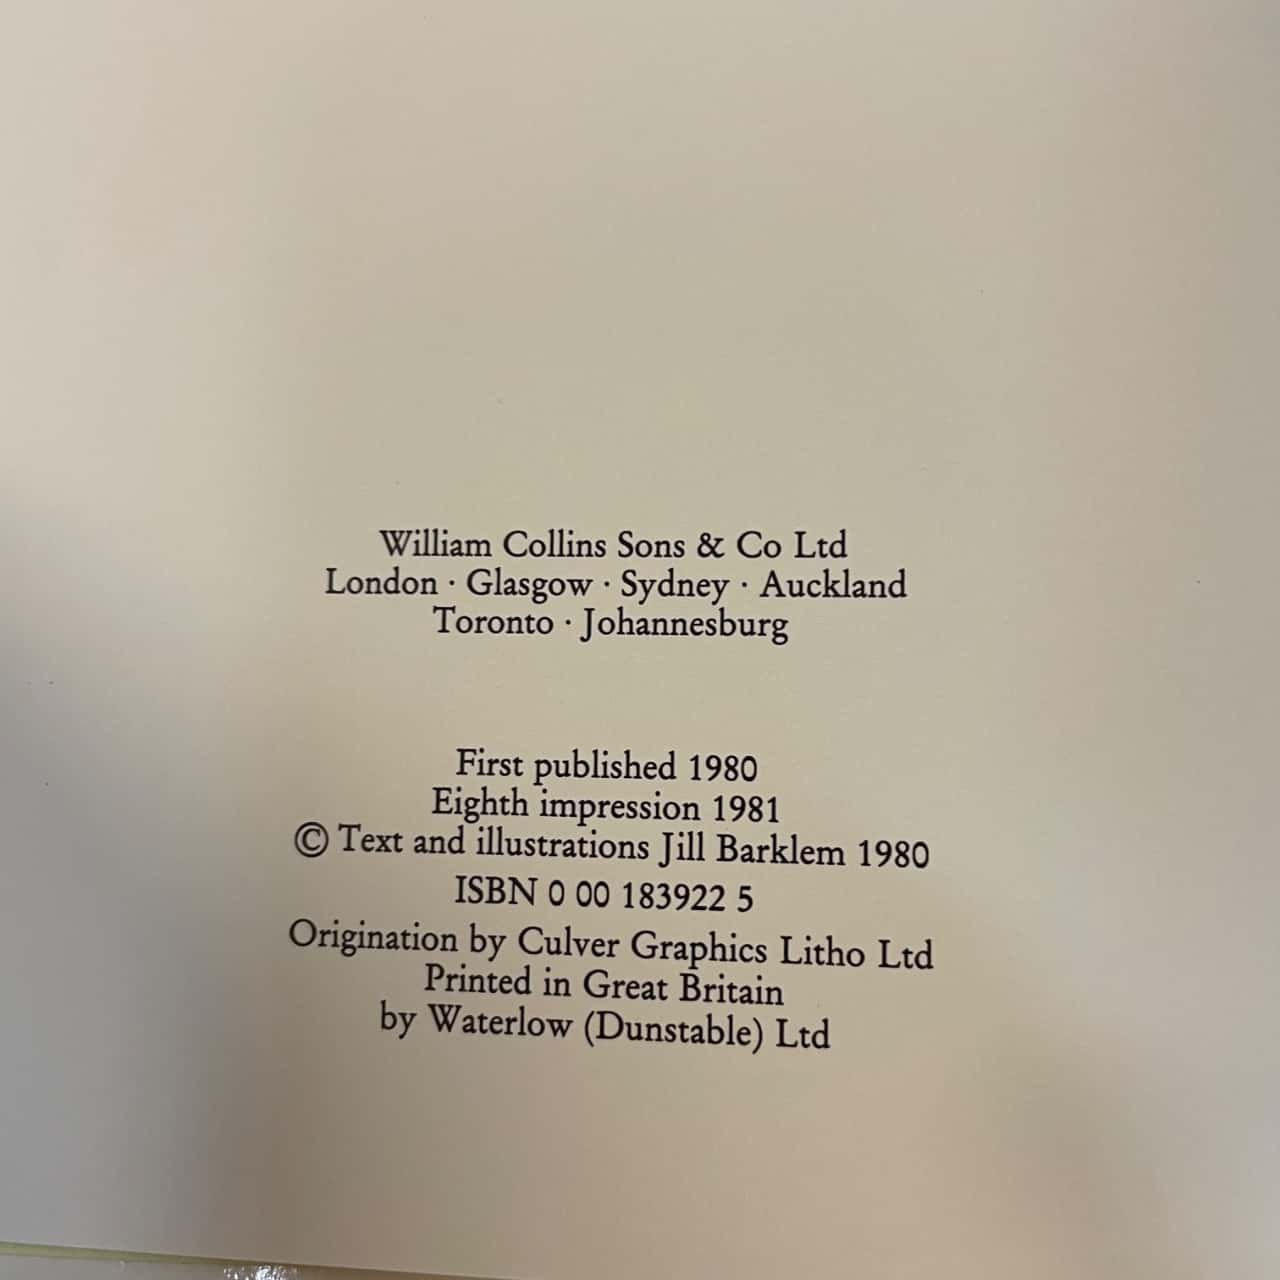 William Collins Sons & Co Ltd
London · Glasgow · Sydney · Auckland
Toronto · Johannesburg
First published 1980
Eighth impression 1981
© Text and illustrations Jill Barklem 1980
ISBN 0 00 183922 5
Origination by Culver Graphics Litho Ltd
Printed in Great Britain
by Waterlow (Dunstable) Ltd